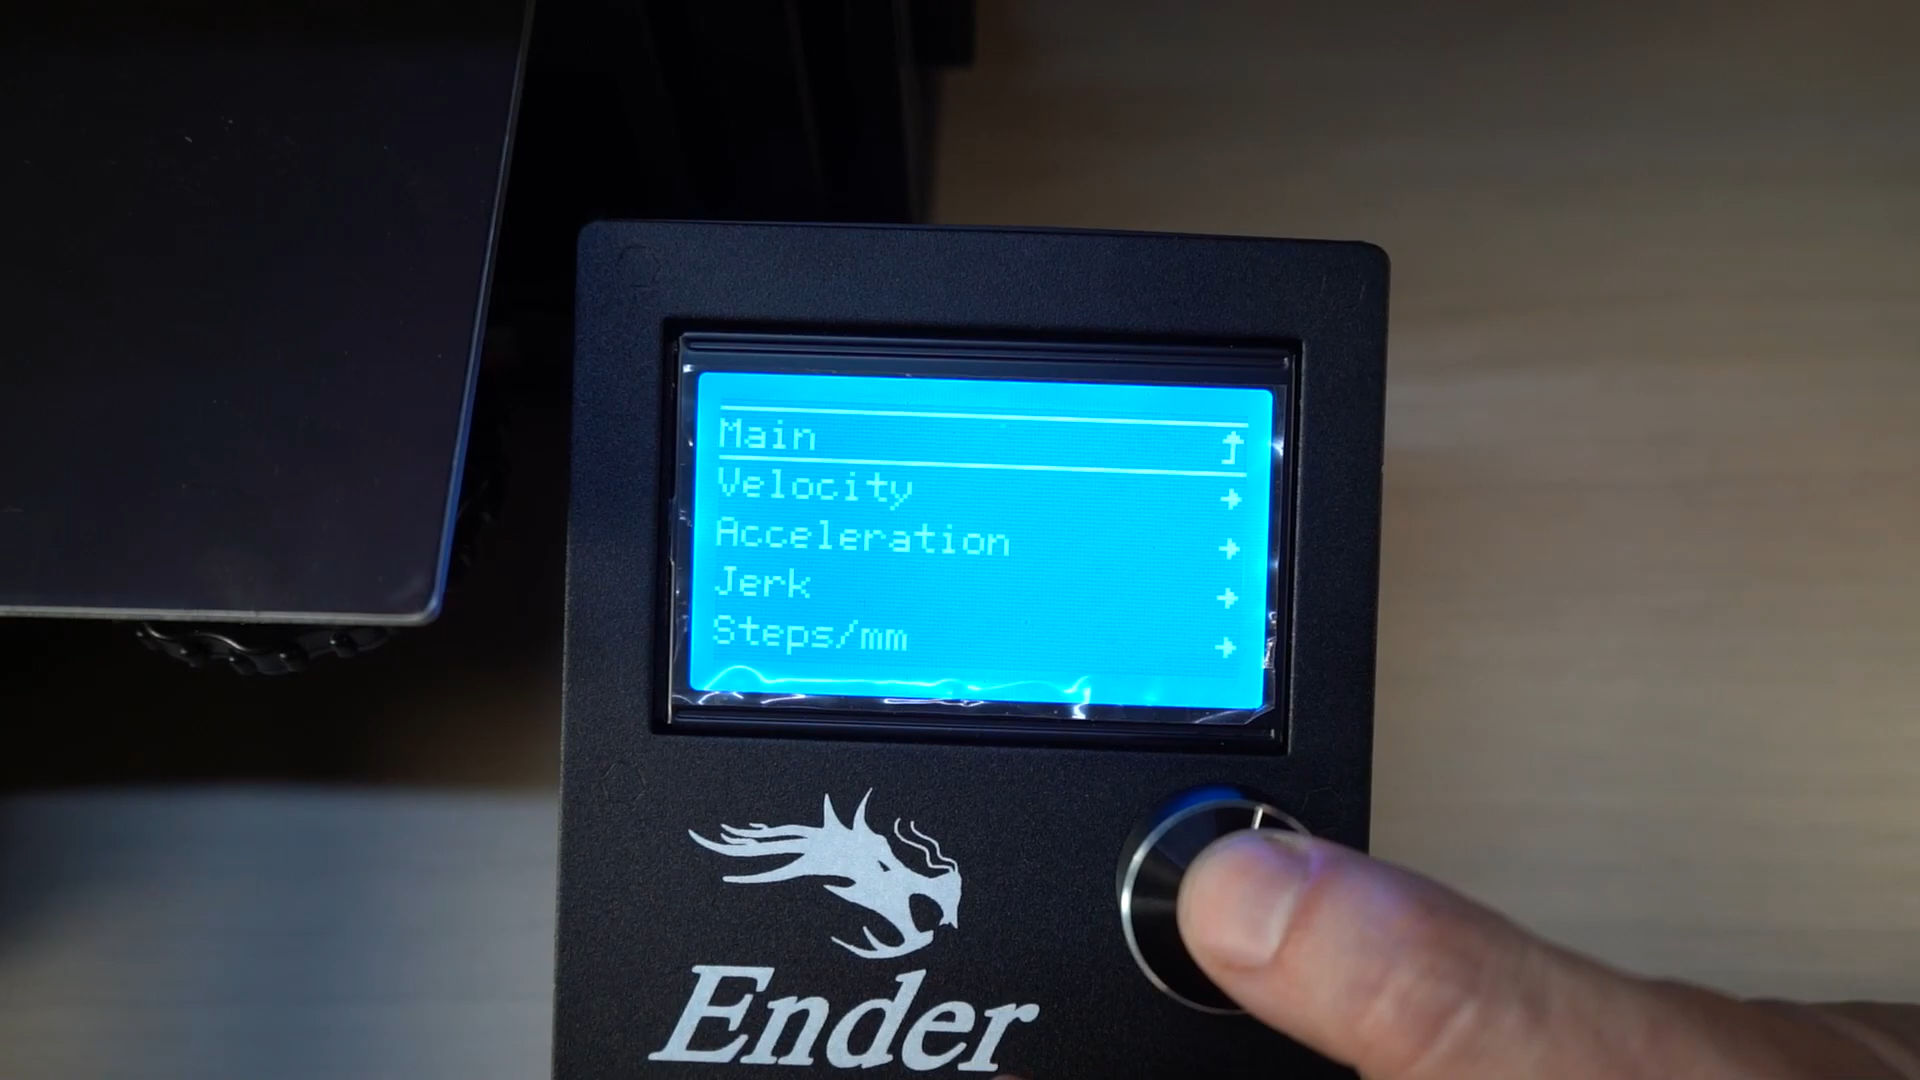 Main
Velocity
Acceleration
Jerk
Steps/mm
Ender